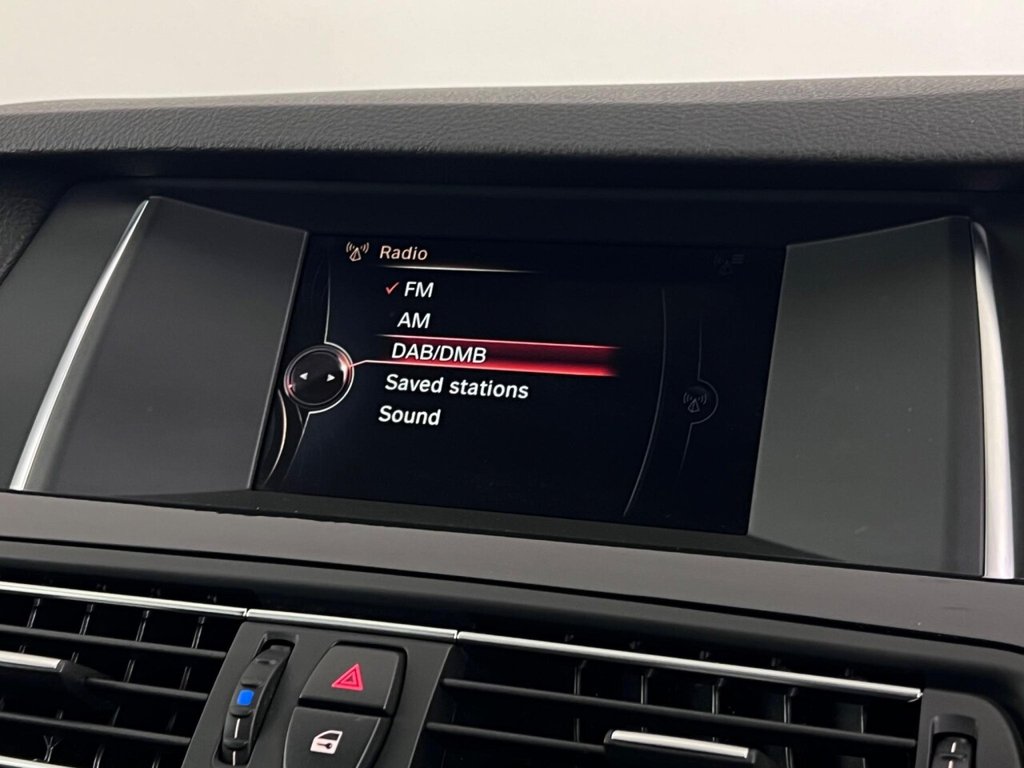 Radio
FM
AM
DAB/DMB
Saved stations
Sound